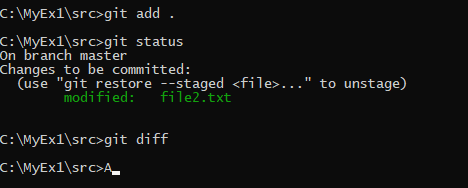 C:\MyEx1\src>git add .
C:\MyEx1\src>git status
On branch master
Changes to be committed:
  (use "git restore --staged <file>..." to unstage)
        modified:   file2.txt
C:\MyEx1\src>git diff
C:\MyEx1\src>A